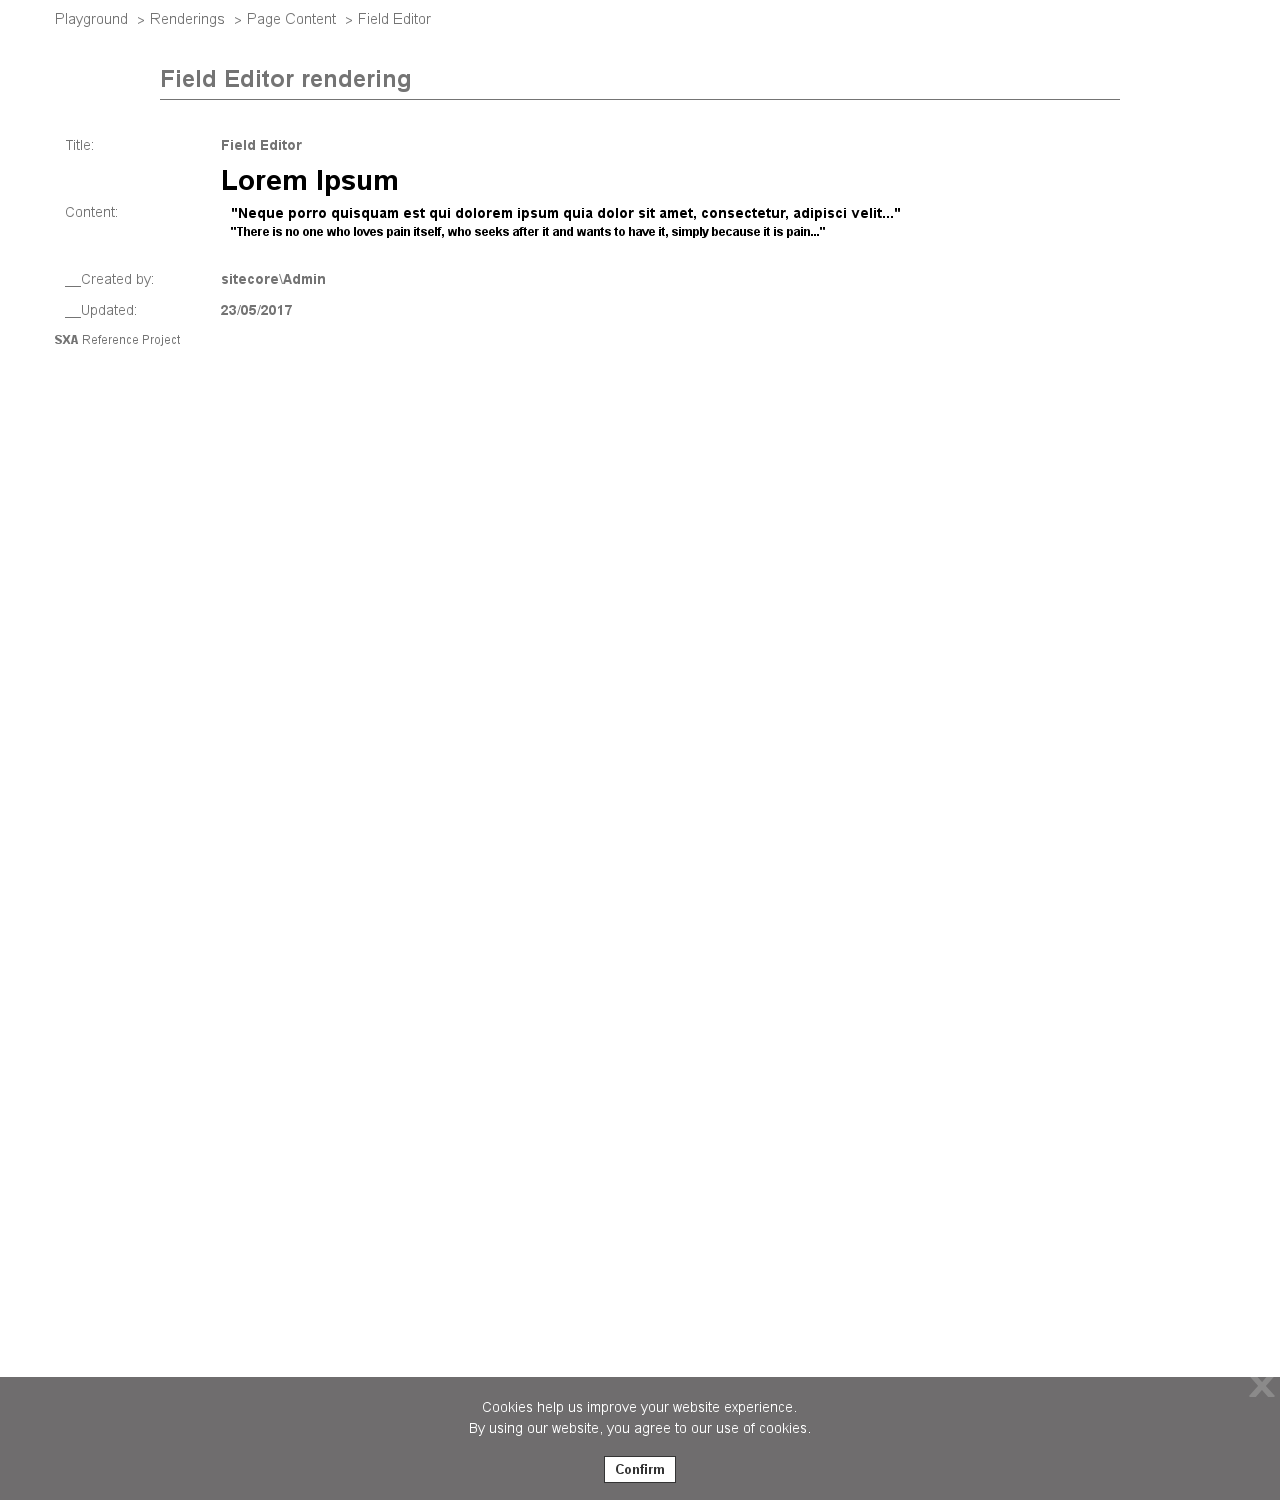 Playground > Renderings > Page Content > Field Editor
Field Editor rendering
Title: Field Editor
Lorem Ipsum
Content: "Neque porro quisquam est qui dolorem ipsum quia dolor sit amet, consectetur, adipisci velit..."
"There is no one who loves pain itself, who seeks after it and wants to have it, simply because it is pain..."
__Created by: sitecore\Admin
__Updated: 23/05/2017
SXA Reference Project
X
Cookies help us improve your website experience.
By using our website, you agree to our use of cookies.
Confirm